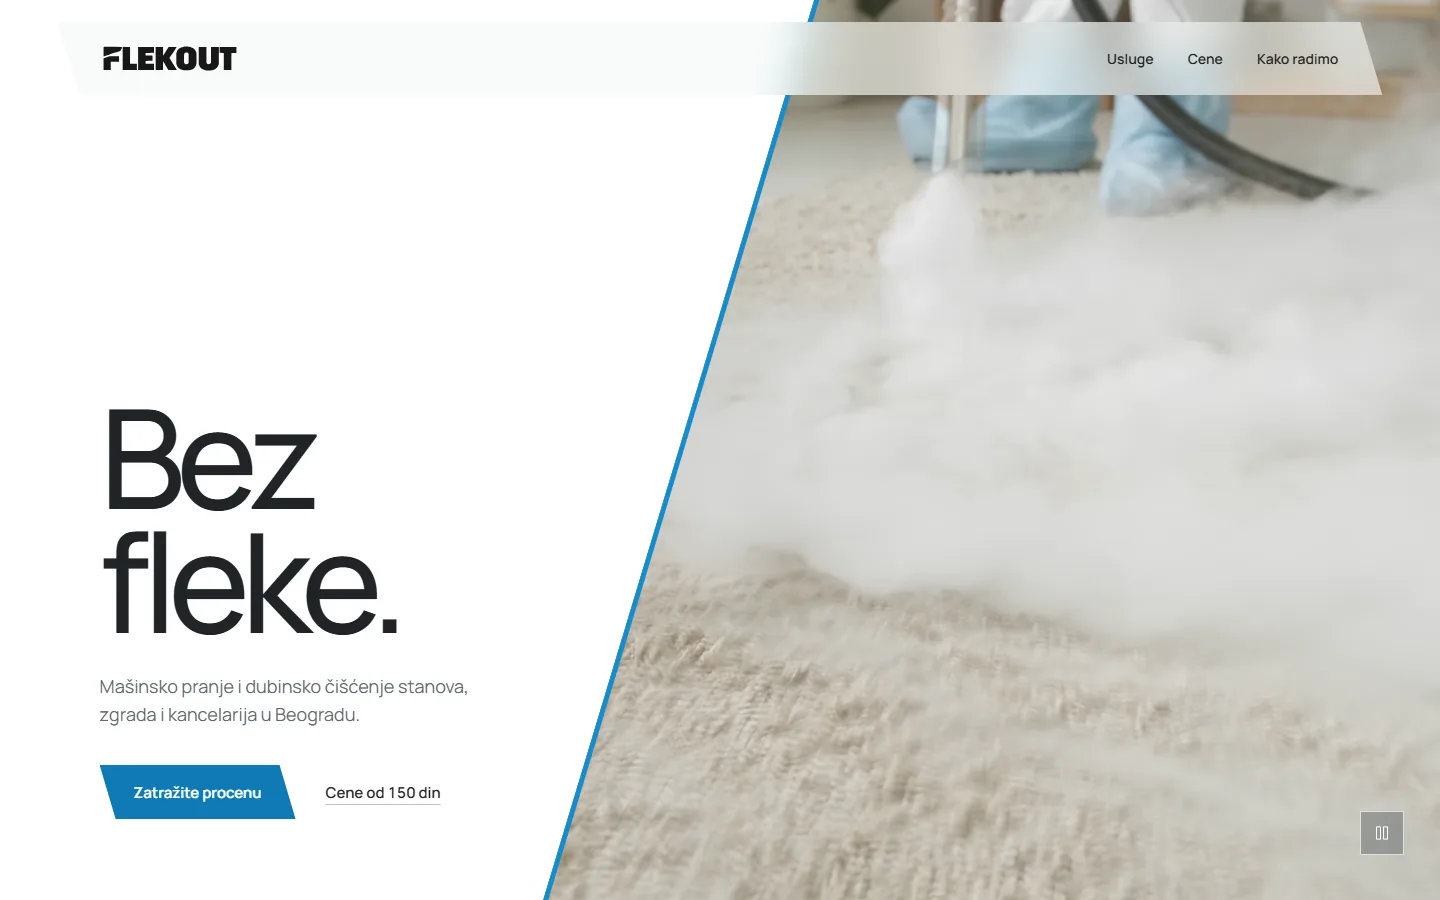 FLEKOUT
Usluge
Cene
Kako radimo
Bez
fleke.
Mašinsko pranje i dubinsko čišćenje stanova,
zgrada i kancelarija u Beogradu.
Zatražite procenu
Cene od 150 din